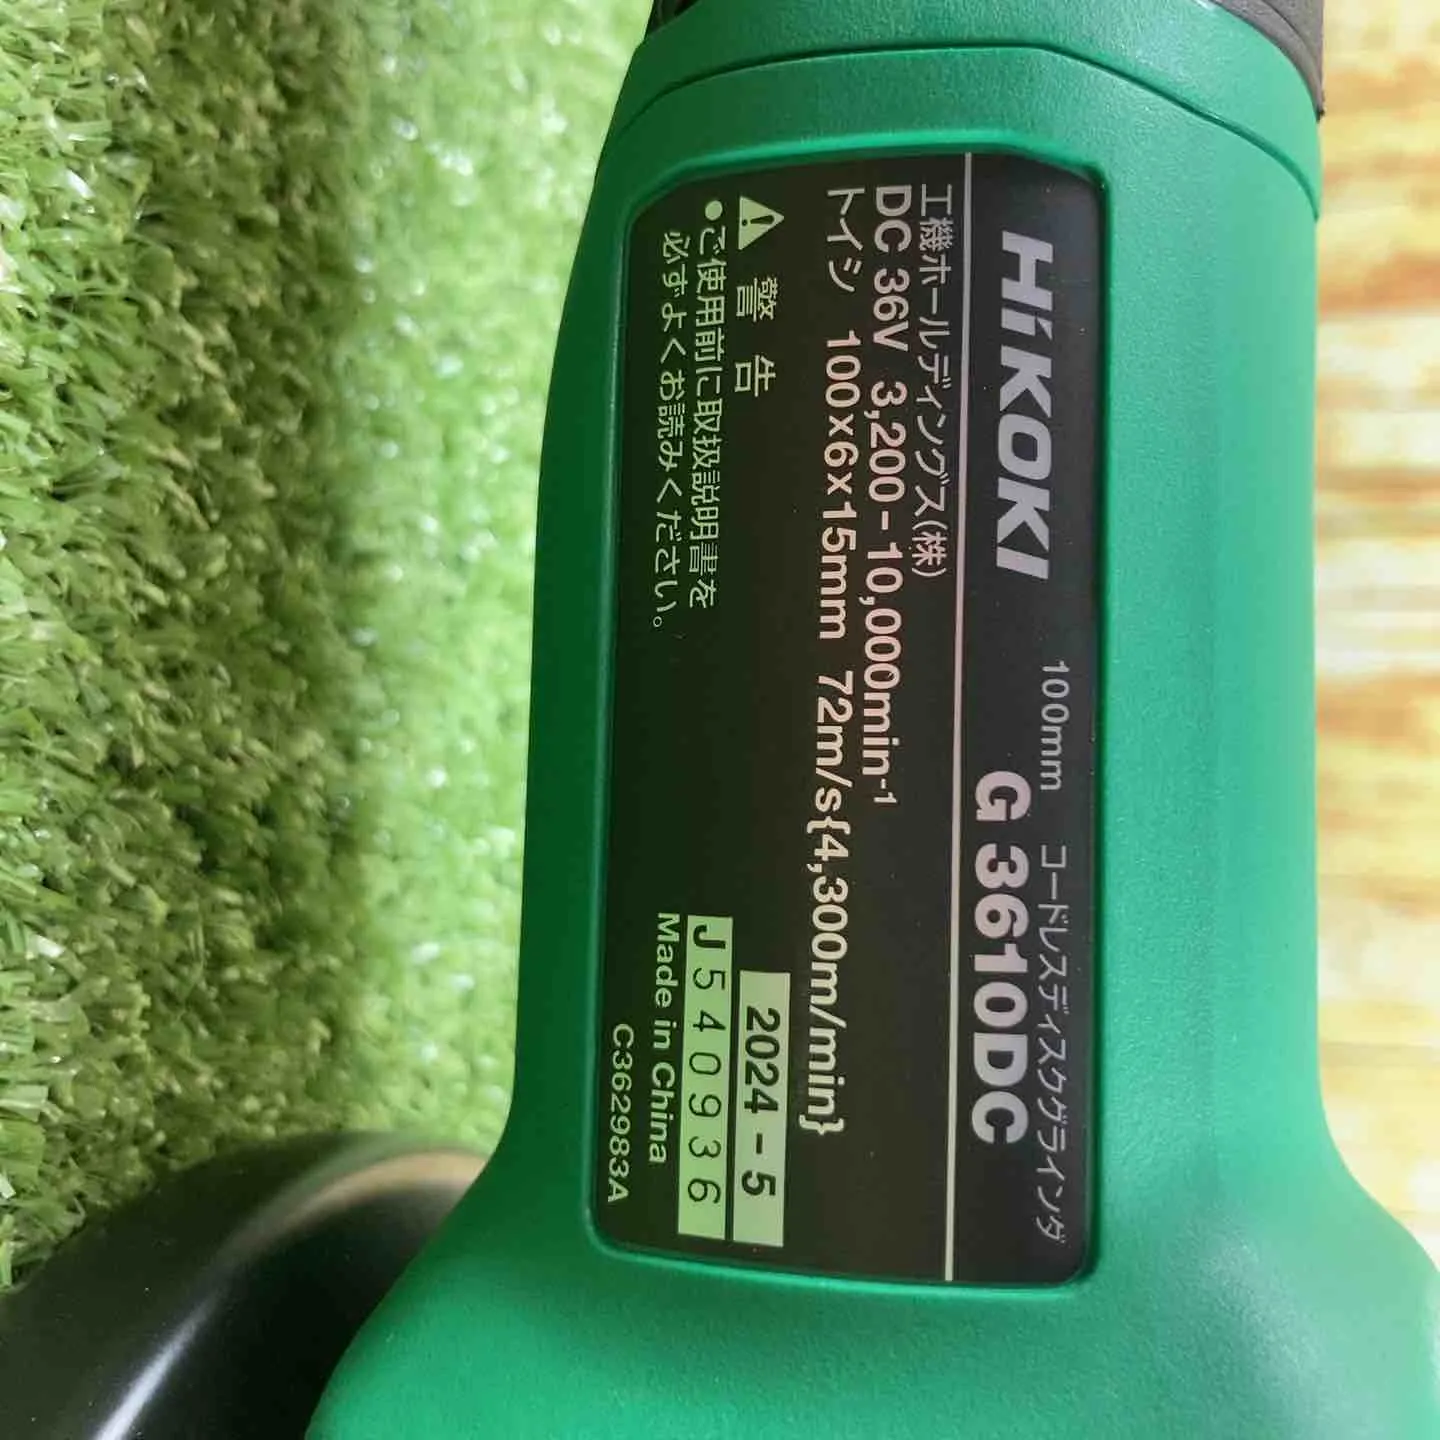 HiKOKI
100mm コードレスディスクグラインダ
G 3610DC
工機ホールディングス(株)
DC 36V 3,200-10,000min-1
トイシ 100x6x15mm 72m/s{4,300m/min}
警告
●ご使用前に取扱説明書を
必ずよくお読みください。
2024-5
J540936
Made in China
C362983A